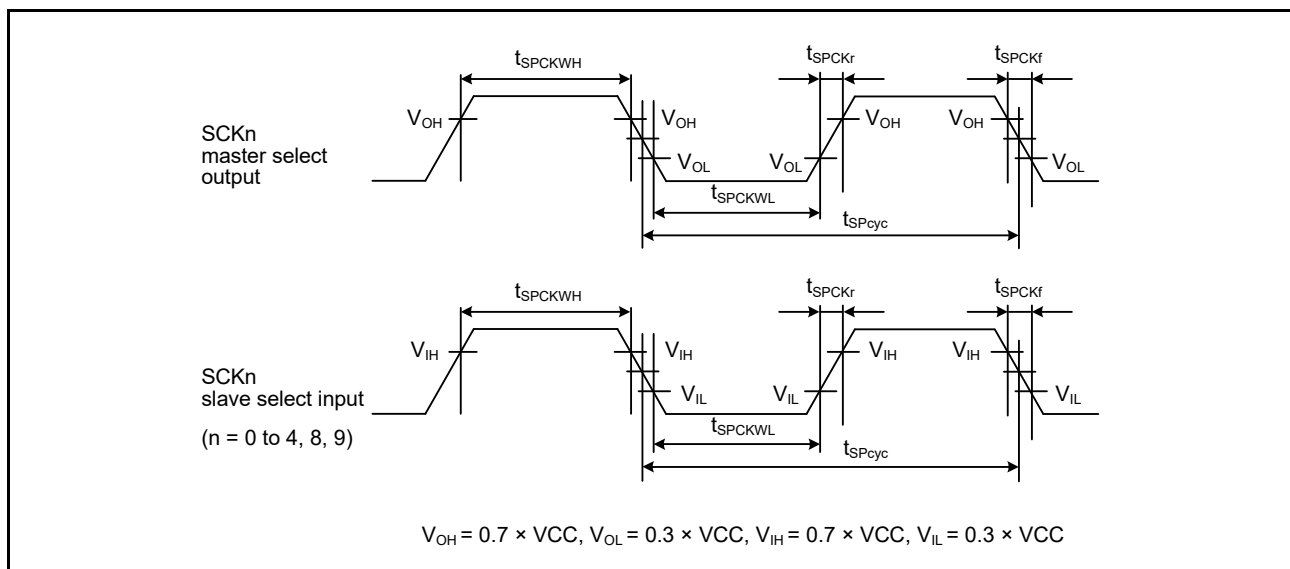 tSPCKWH tSPCKr tSPCKf
VOH VOH VOH VOH
SCKn
master select
output
VOL VOL VOL
tSPCKWL
tSPcyc
tSPCKWH tSPCKr tSPCKf
VIH VIH VIH VIH
SCKn
slave select input
VIL VIL VIL
(n = 0 to 4, 8, 9)
tSPCKWL
tSPcyc
VOH = 0.7 × VCC, VOL = 0.3 × VCC, VIH = 0.7 × VCC, VIL = 0.3 × VCC